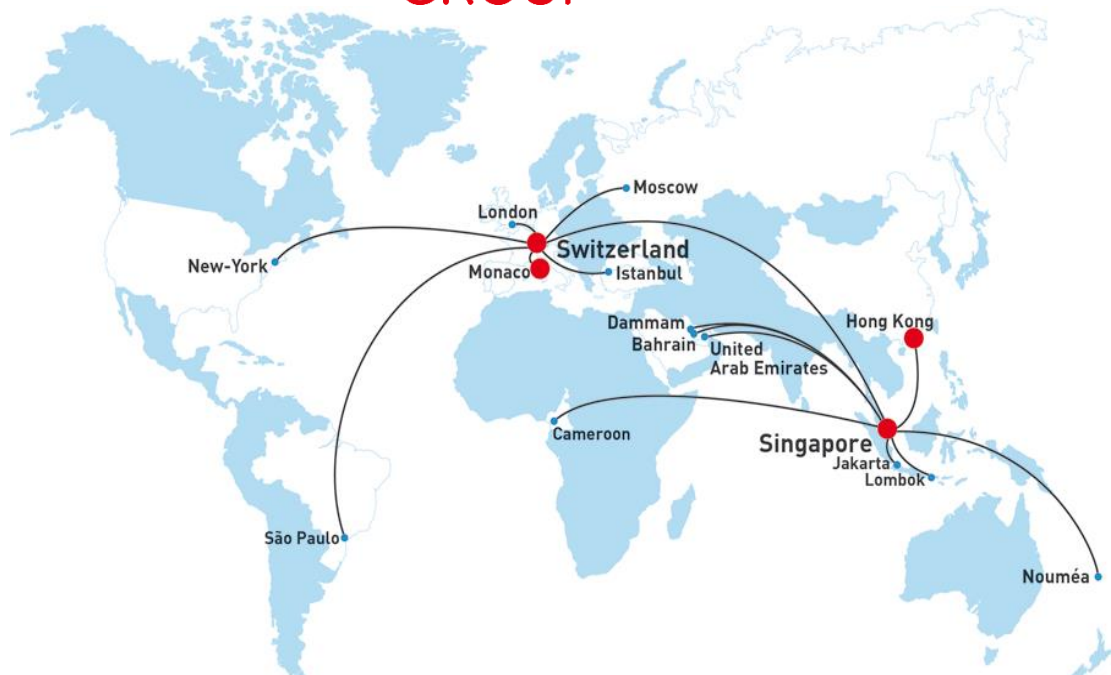 GROUP
Moscow
London
Switzerland
New-York
Monaco
Istanbul
Dammam
Hong Kong
Bahrain
United
Arab Emirates
Cameroon
Singapore
Jakarta
Lombok
São Paulo
Nouméa